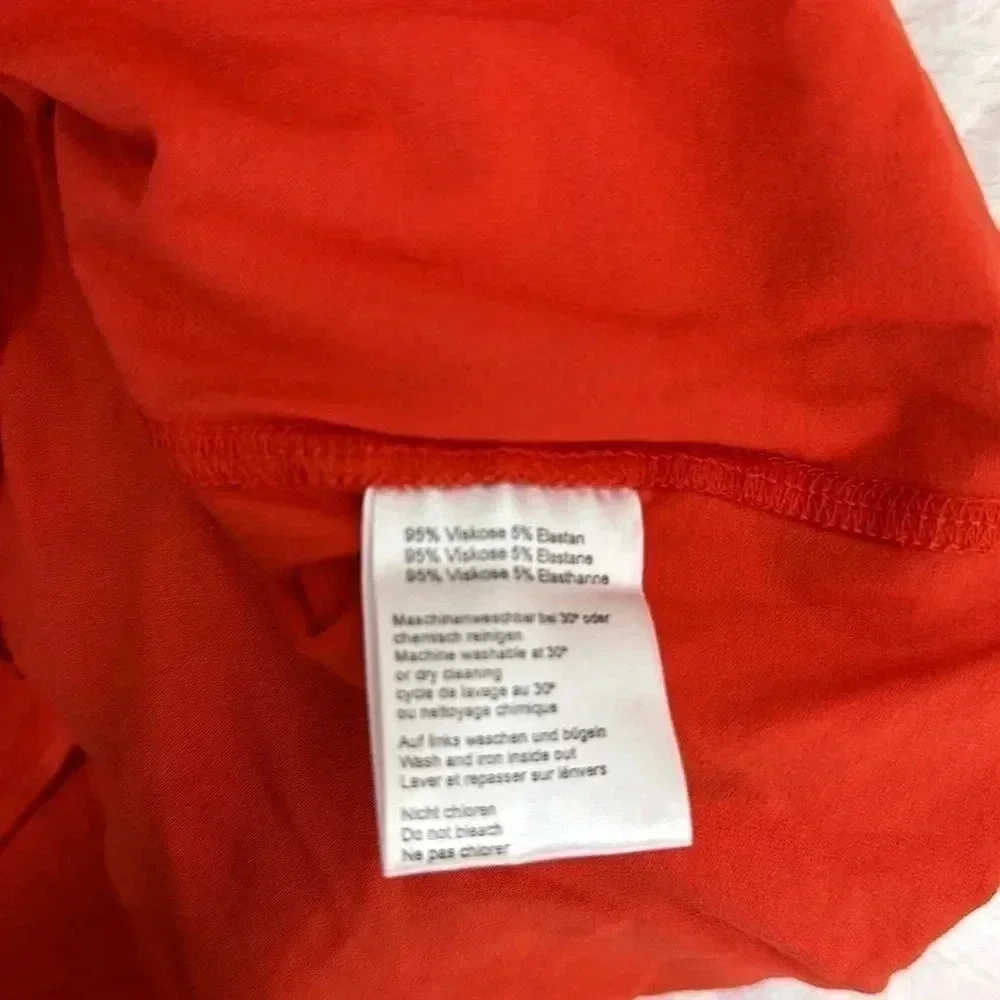 95% Viskose 5% Elastan
95% Viskose 5% Elastane
95% Viskose 5% Elasthanne
Maschinenwaschbar bei 30° oder
chemisch reinigen
Machine washable at 30°
or dry cleaning
cycle de lavage au 30°
ou nettoyage chimique
Auf links waschen und bügeln
Wash and iron inside out
Laver et repasser sur lénvers
Nicht chloren
Do not bleach
Ne pas chlorer